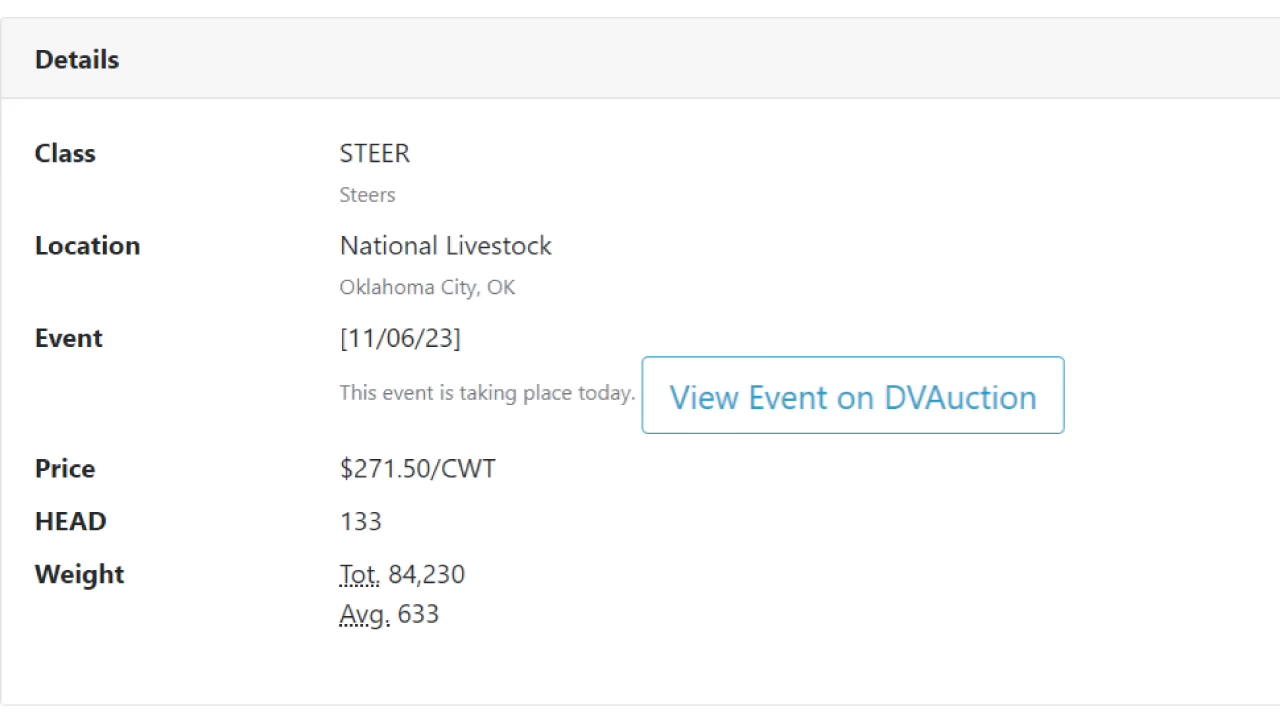 Details
Class STEER
Steers
Location National Livestock
Oklahoma City, OK
Event [11/06/23]
This event is taking place today. View Event on DVAuction
Price $271.50/CWT
HEAD 133
Weight Tot. 84,230
Avg. 633